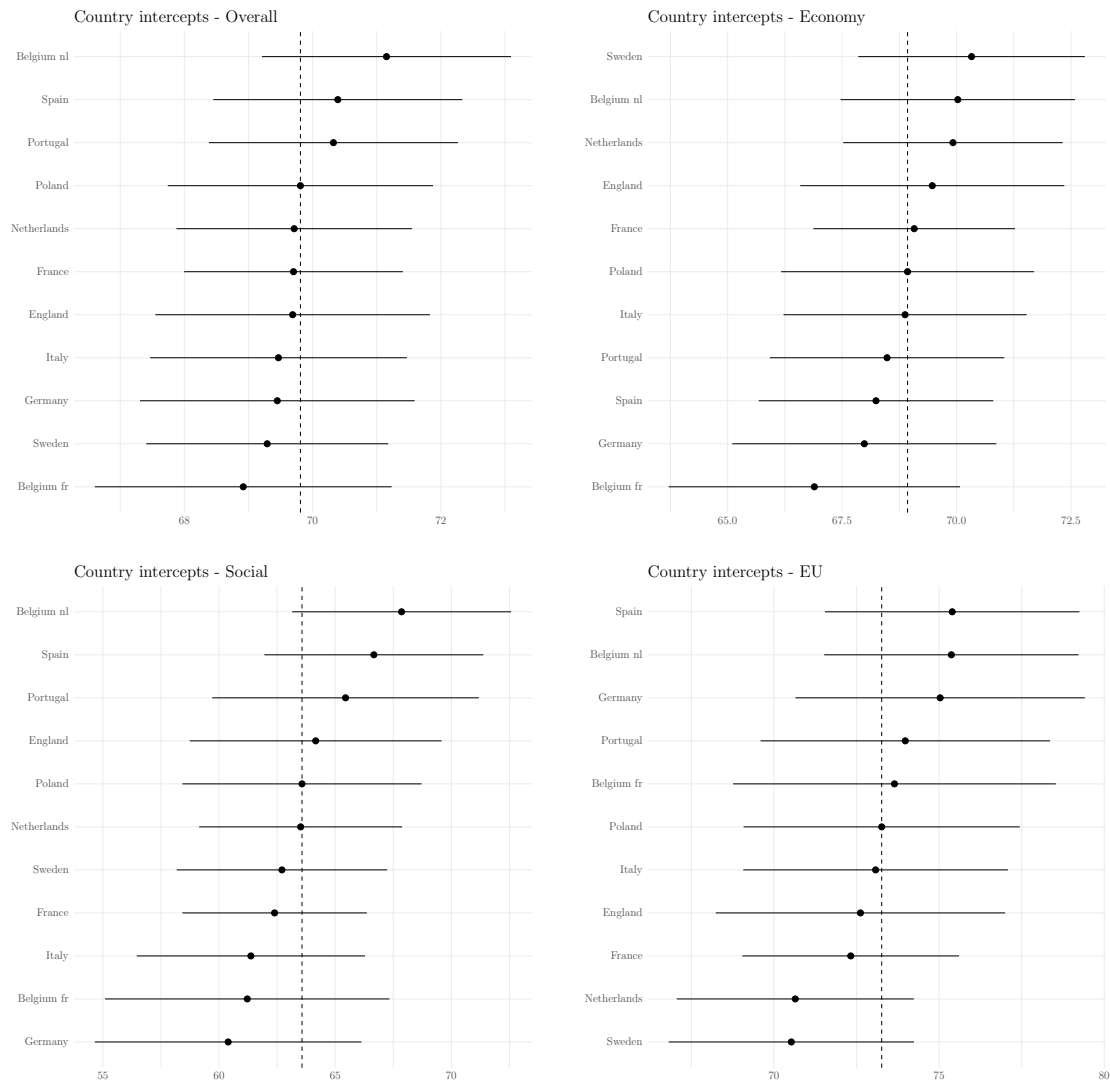 Country intercepts - Overall
Belgium nl
Spain
Portugal
Poland
Netherlands
France
England
Italy
Germany
Sweden
Belgium fr
68 70 72
Country intercepts - Economy
Sweden
Belgium nl
Netherlands
England
France
Poland
Italy
Portugal
Spain
Germany
Belgium fr
65.0 67.5 70.0 72.5
Country intercepts - Social
Belgium nl
Spain
Portugal
England
Poland
Netherlands
Sweden
France
Italy
Belgium fr
Germany
55 60 65 70
Country intercepts - EU
Spain
Belgium nl
Germany
Portugal
Belgium fr
Poland
Italy
England
France
Netherlands
Sweden
70 75 80